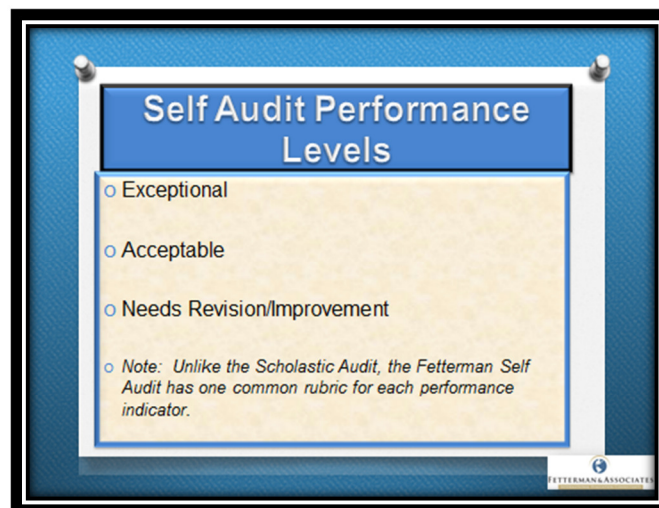 Self Audit Performance
Levels
o Exceptional
o Acceptable
o Needs Revision/Improvement
o Note: Unlike the Scholastic Audit, the Fetterman Self
Audit has one common rubric for each performance
indicator.
FETTERMAN & ASSOCIATES